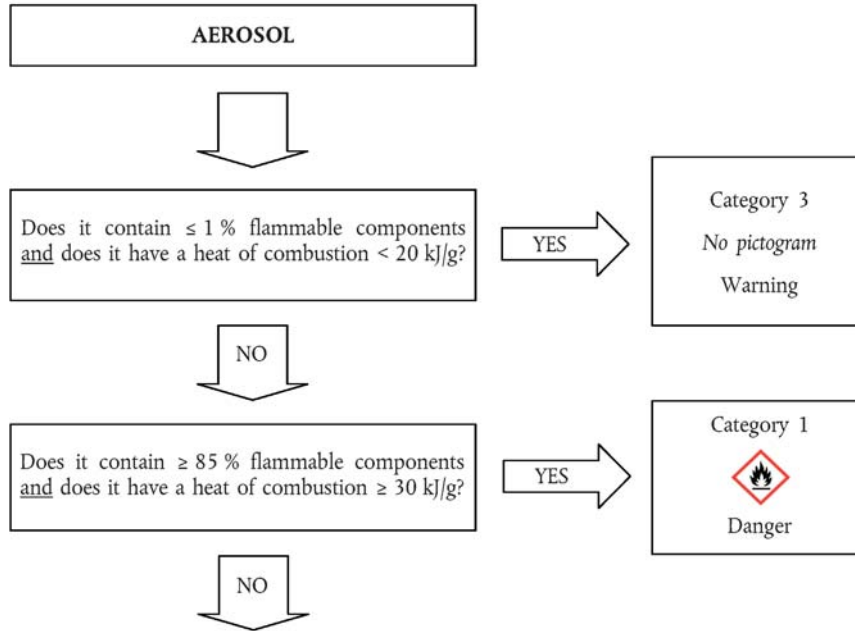 AEROSOL
Does it contain ≤ 1 % flammable components
and does it have a heat of combustion < 20 kJ/g?
YES
Category 3
No pictogram
Warning
NO
Does it contain ≥ 85 % flammable components
and does it have a heat of combustion ≥ 30 kJ/g?
YES
Category 1
Danger
NO